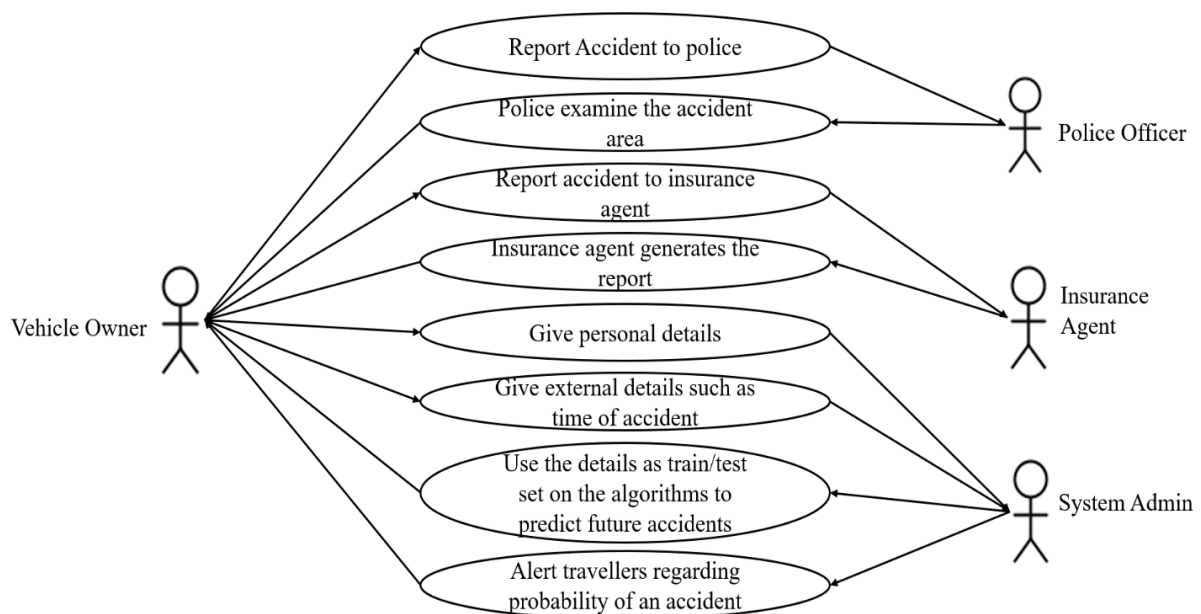 Report Accident to police
Police examine the accident
area
Police Officer
Report accident to insurance
agent
Insurance agent generates the
report
Insurance
Agent
Vehicle Owner
Give personal details
Give external details such as
time of accident
Use the details as train/test
set on the algorithms to
predict future accidents
System Admin
Alert travellers regarding
probability of an accident